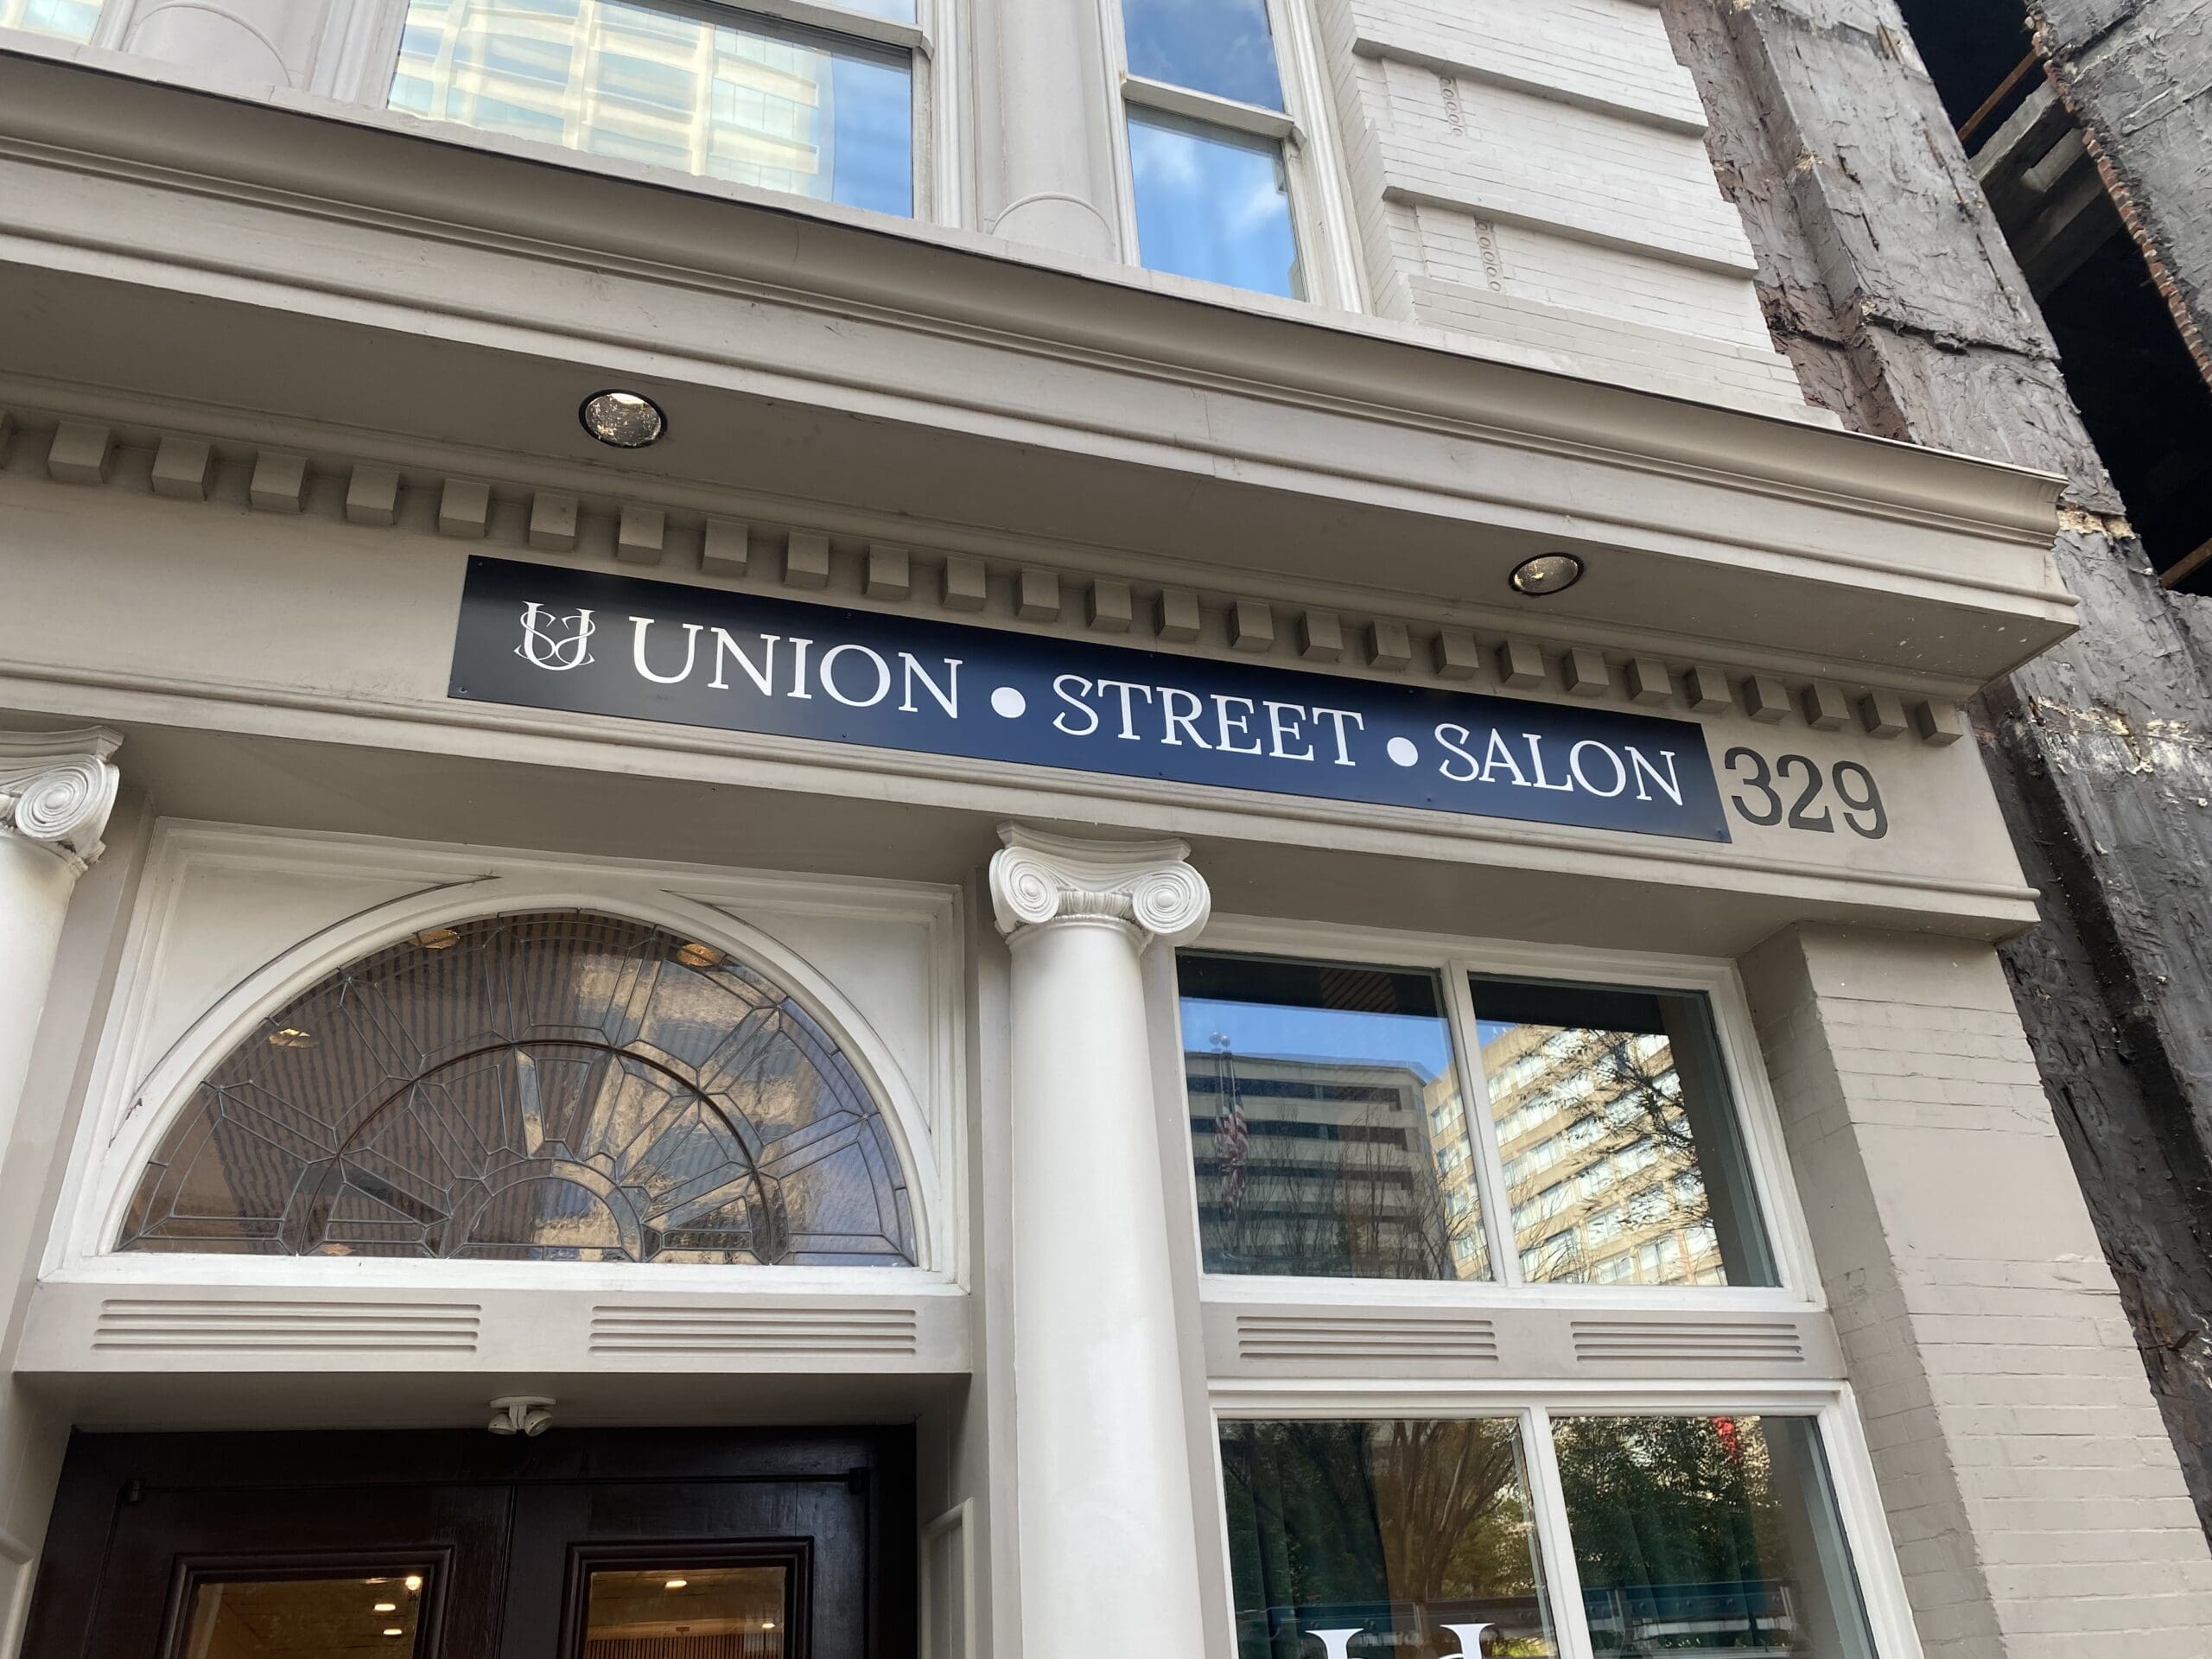 UNION • STREET • SALON
329